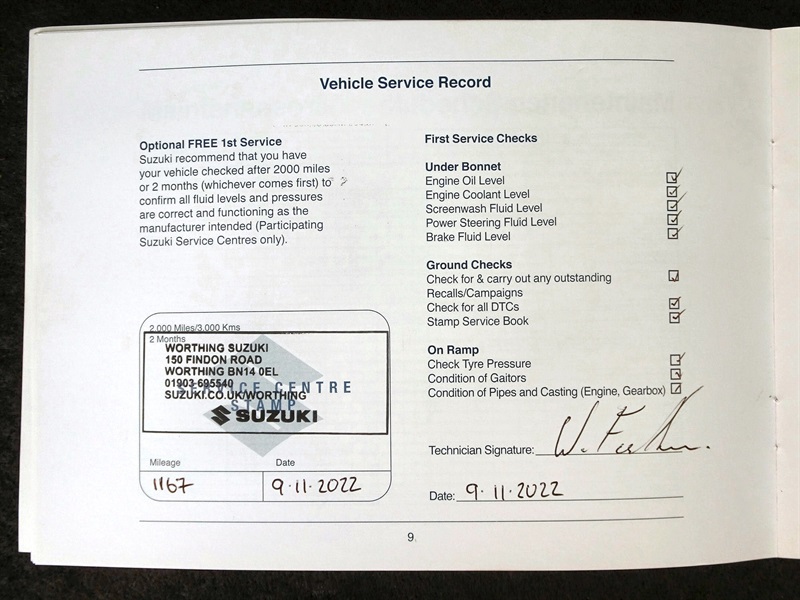 Vehicle Service Record
Optional FREE 1st Service
Suzuki recommend that you have
your vehicle checked after 2000 miles
or 2 months (whichever comes first) to
confirm all fluid levels and pressures
are correct and functioning as the
manufacturer intended (Participating
Suzuki Service Centres only).
2,000 Miles/3,000 Kms
2 Months
WORTHING SUZUKI
150 FINDON ROAD
WORTHING BN14 0EL
01903 695540
SERVICE CENTRE
SUZUKI.CO.UK/WORTHING
STAMP
SUZUKI
Mileage Date
1167 9.11.2022
First Service Checks
Under Bonnet
Engine Oil Level
Engine Coolant Level
Screenwash Fluid Level
Power Steering Fluid Level
Brake Fluid Level
Ground Checks
Check for & carry out any outstanding
Recalls/Campaigns
Check for all DTCs
Stamp Service Book
On Ramp
Check Tyre Pressure
Condition of Gaitors
Condition of Pipes and Casting (Engine, Gearbox)
Technician Signature:
Date: 9.11.2022
9.